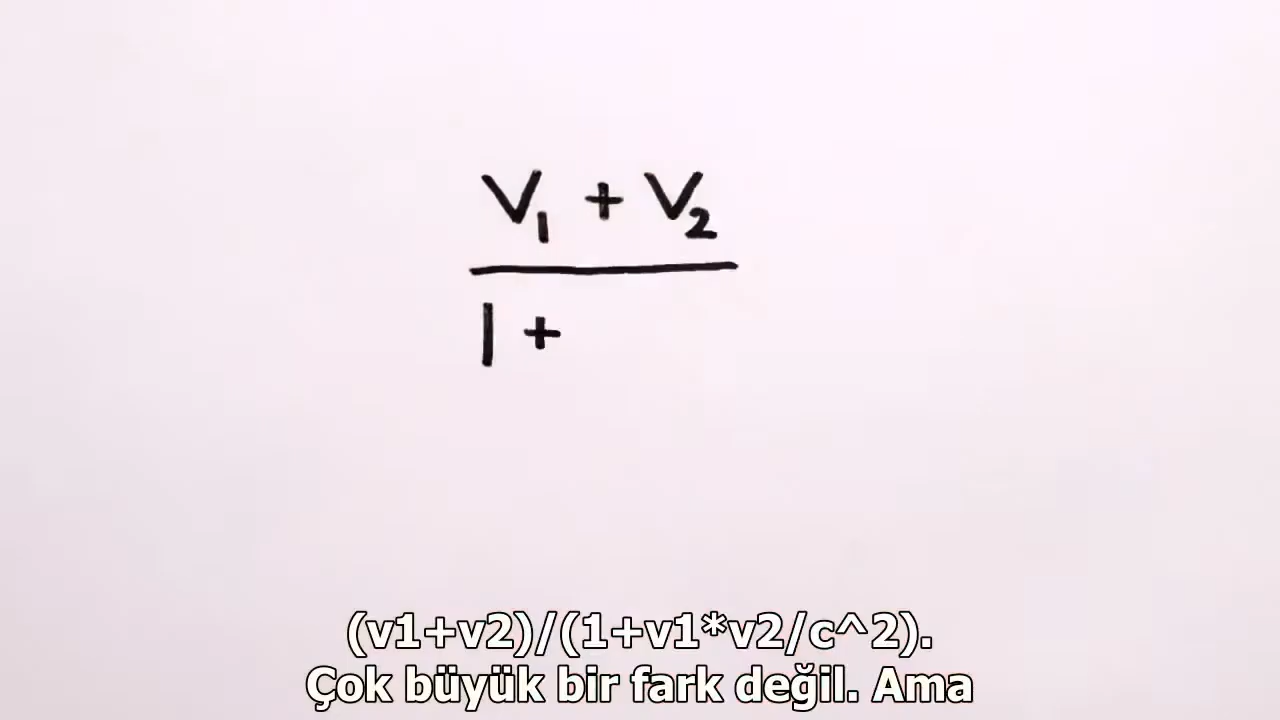 V₁ + V₂
1 +
(v1+v2)/(1+v1*v2/c^2).
Çok büyük bir fark değil. Ama